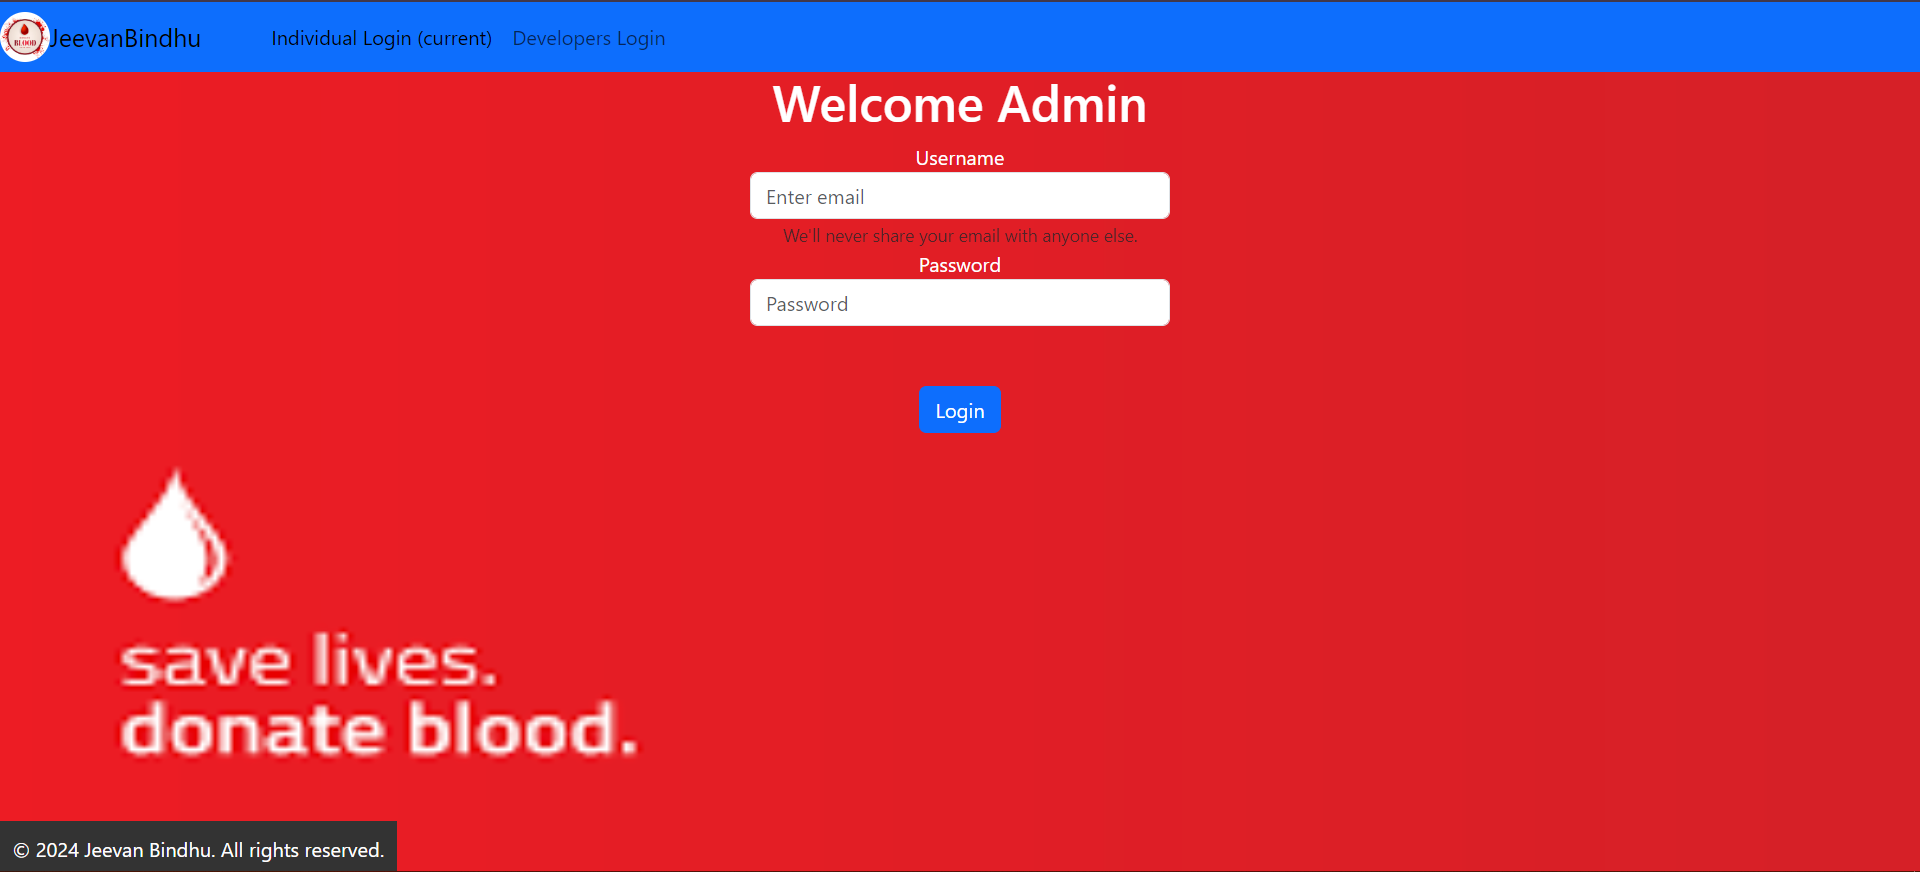 BLOOD
JeevanBindhu
Individual Login (current)
Developers Login
Welcome Admin
Username
Enter email
We'll never share your email with anyone else.
Password
Password
Login
save lives.
donate blood.
© 2024 Jeevan Bindhu. All rights reserved.